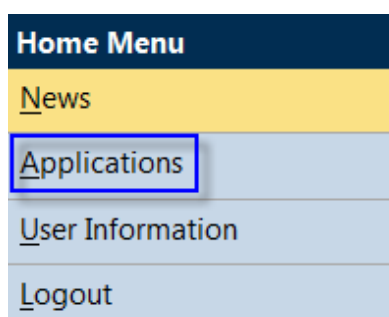 Home Menu
News
Applications
User Information
Logout